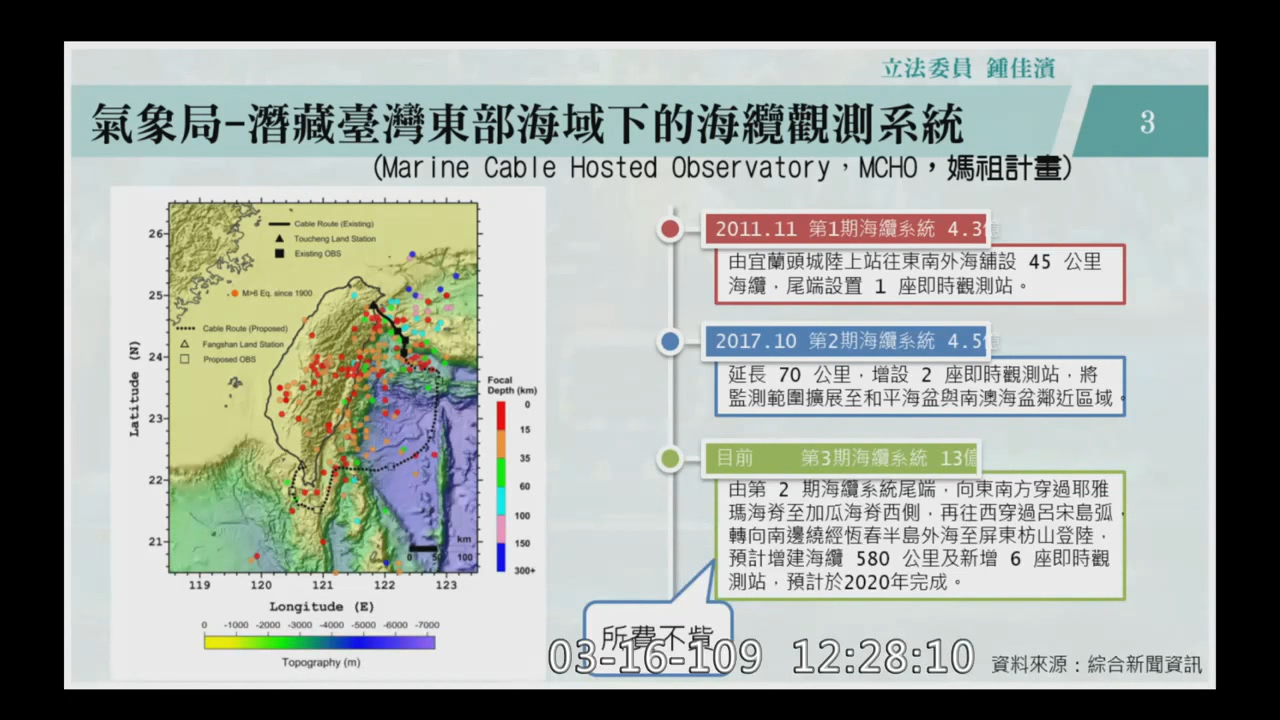 立法委員 鍾佳濱
氣象局-潛藏臺灣東部海域下的海纜觀測系統
3
(Marine Cable Hosted Observatory，MCHO，媽祖計畫)
Cable Route (Existing)
Toucheng Land Station
Existing OBS
M>6 Eq. since 1900
Cable Route (Proposed)
Fangshan Land Station
Proposed OBS
26
25
24
23
22
21
Latitude (N)
119 120 121 122 123
Longitude (E)
km
0 50 100
Focal
Depth (km)
0
15
35
60
100
150
300+
0 -1000 -2000 -3000 -4000 -5000 -6000 -7000
Topography (m)
2011.11 第1期海纜系統 4.3億
由宜蘭頭城陸上站往東南外海舖設 45 公里
海纜，尾端設置 1 座即時觀測站。
2017.10 第2期海纜系統 4.5億
延長 70 公里，增設 2 座即時觀測站，將
監測範圍擴展至和平海盆與南澳海盆鄰近區域。
目前 第3期海纜系統 13億
由第 2 期海纜系統尾端，向東南方穿過耶雅
瑪海脊至加瓜海脊西側，再往西穿過呂宋島弧，
轉向南邊繞經恆春半島外海至屏東枋山登陸，
預計增建海纜 580 公里及新增 6 座即時觀
測站，預計於2020年完成。
所費不貲
03-16-109 12:28:10
資料來源：綜合新聞資訊